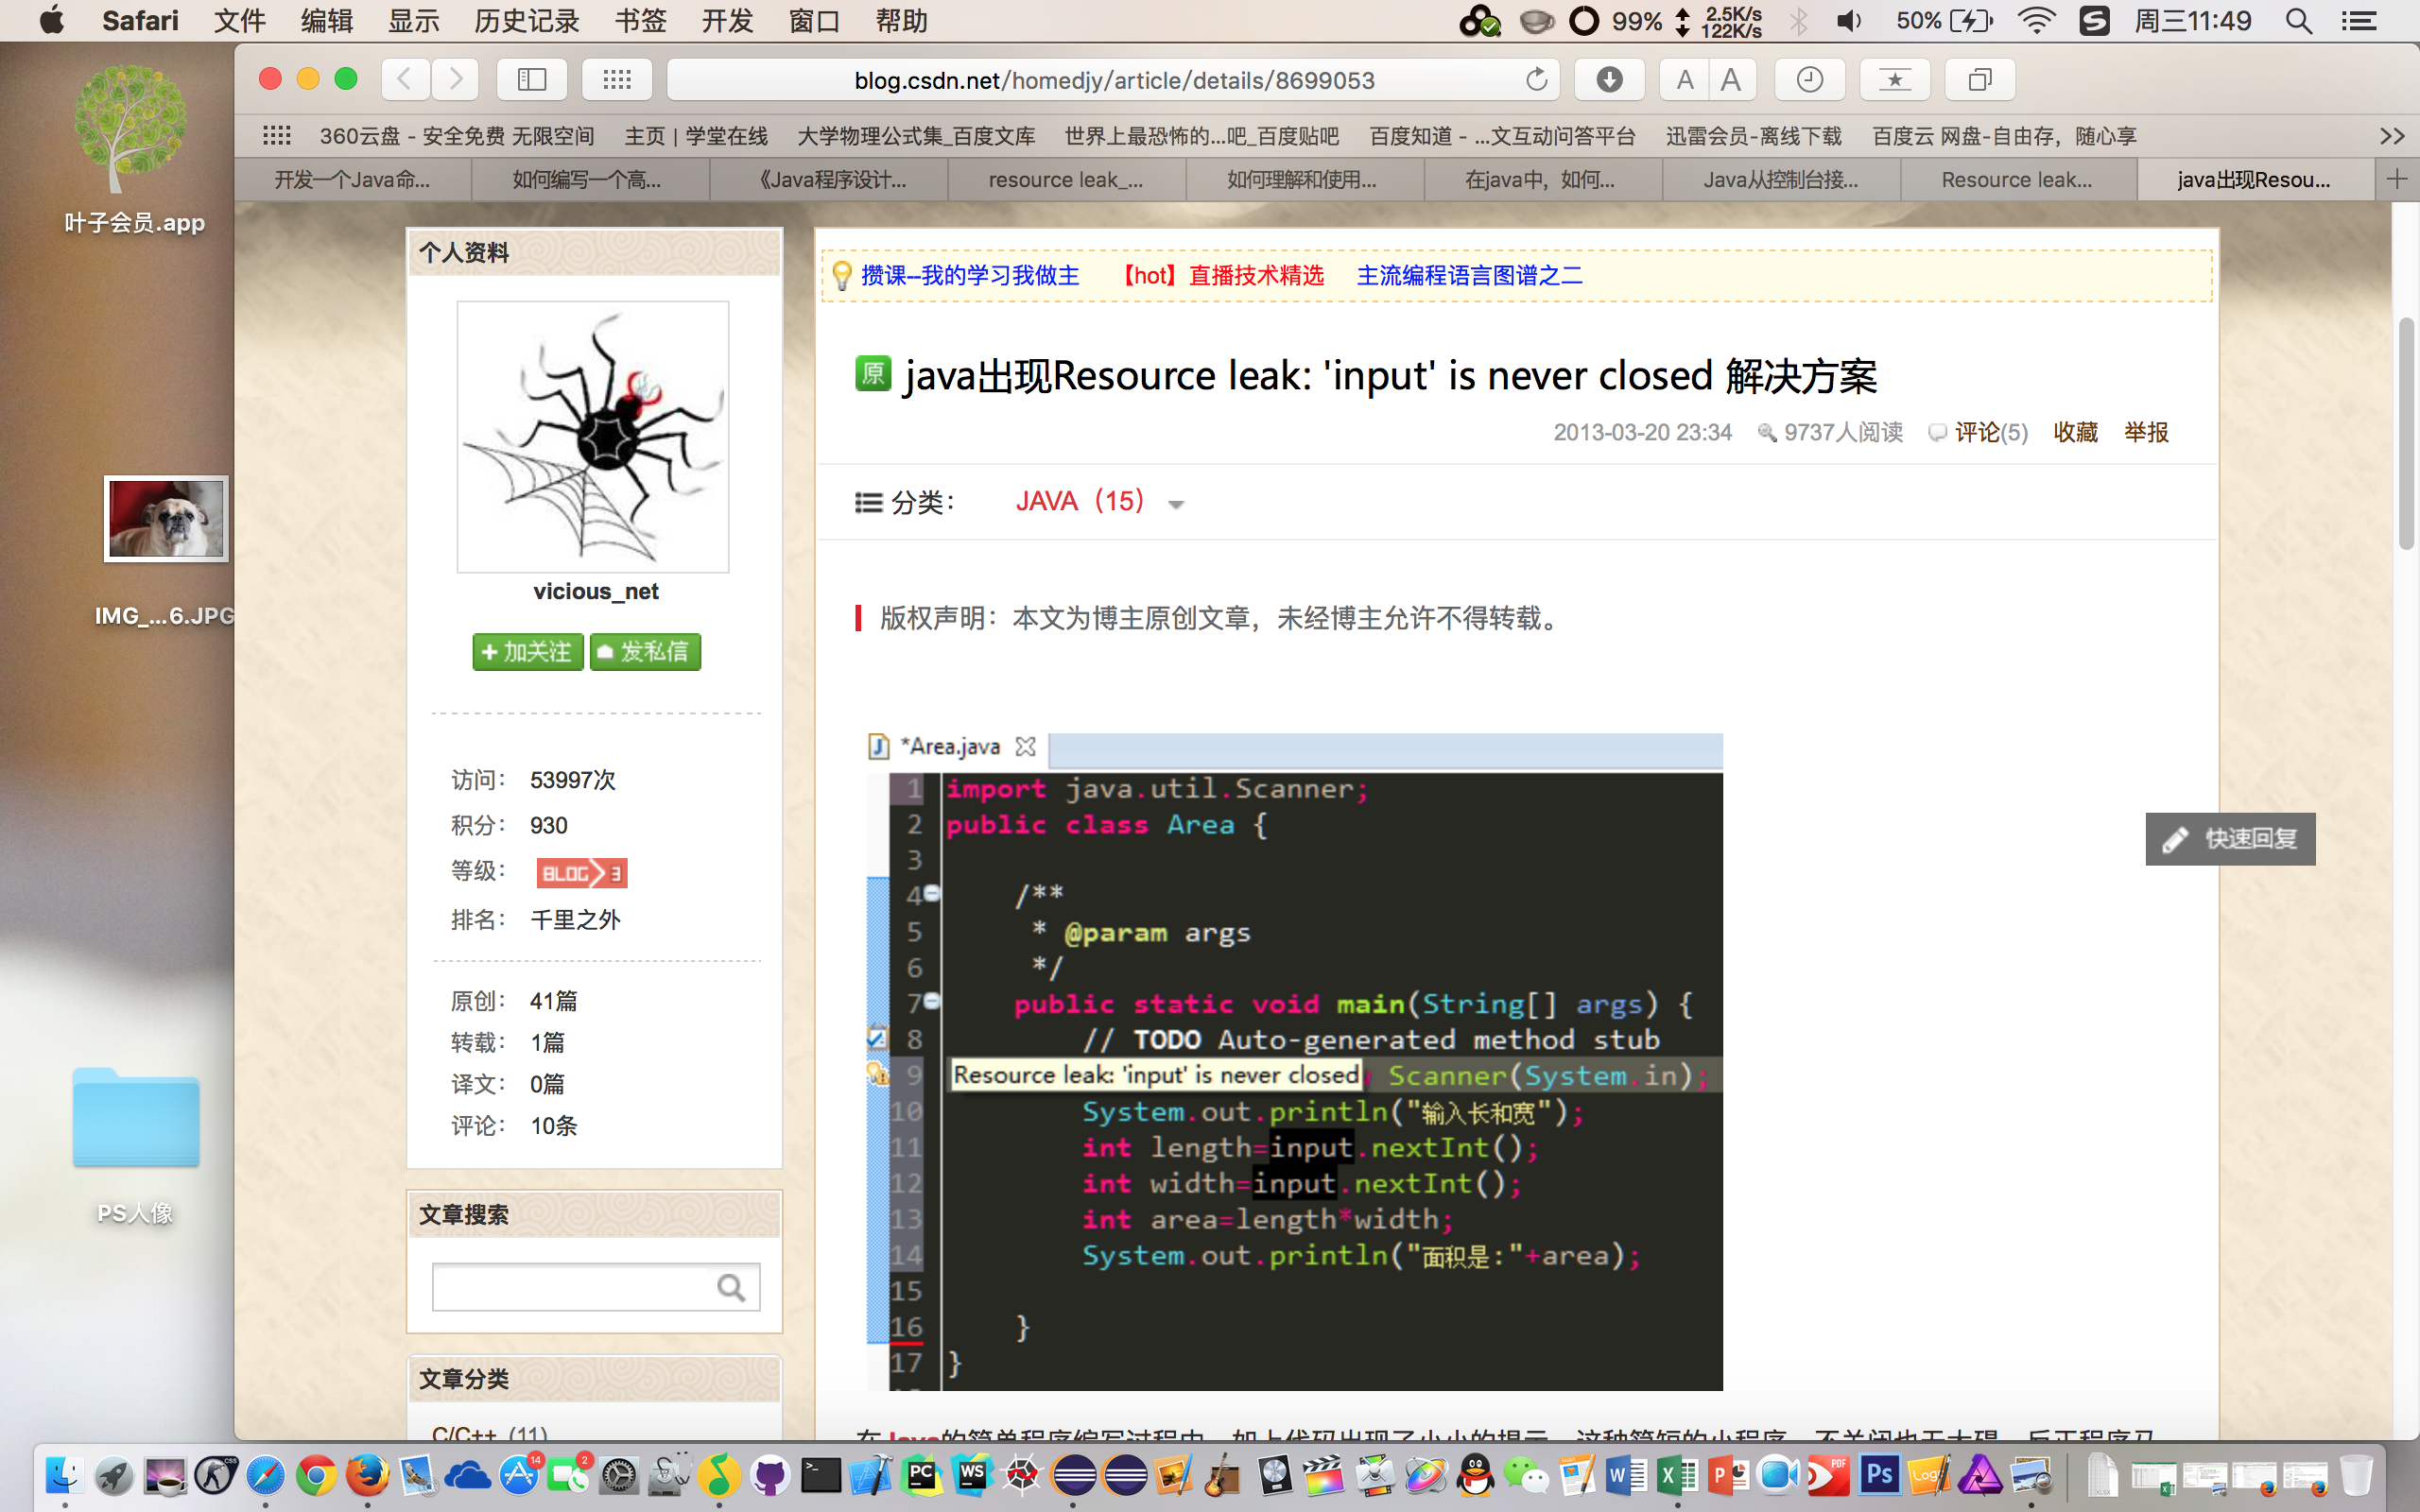 Safari 文件 编辑 显示 历史记录 书签 开发 窗口 帮助 99% 2.5K/s 122K/s 50% 周三11:49
叶子会员.app
IMG_...6.JPG
PS人像
blog.csdn.net/homedjy/article/details/8699053
A A
360云盘 - 安全免费 无限空间 主页 | 学堂在线 大学物理公式集_百度文库 世界上最恐怖的...吧_百度贴吧 百度知道 - ...文互动问答平台 迅雷会员-离线下载 百度云 网盘-自由存，随心享
开发一个Java命... 如何编写一个高... 《Java程序设计... resource leak_... 如何理解和使用... 在java中，如何... Java从控制台接... Resource leak... java出现Resou...
个人资料
vicious_net
加关注 发私信
访问： 53997次
积分： 930
等级： BLOG 3
排名： 千里之外
原创： 41篇
转载： 1篇
译文： 0篇
评论： 10条
文章搜索
文章分类
C/C++ (11)
攒课--我的学习我做主 【hot】直播技术精选 主流编程语言图谱之二
原 java出现Resource leak: 'input' is never closed 解决方案
2013-03-20 23:34 9737人阅读 评论(5) 收藏 举报
分类： JAVA（15）
版权声明：本文为博主原创文章，未经博主允许不得转载。
*Area.java
1 import java.util.Scanner;
2 public class Area {
3
4 /**
5 * @param args
6 */
7 public static void main(String[] args) {
8 // TODO Auto-generated method stub
9 Resource leak: 'input' is never closed Scanner(System.in);
10 System.out.println("输入长和宽");
11 int length=input.nextInt();
12 int width=input.nextInt();
13 int area=length*width;
14 System.out.println("面积是:"+area);
15
16 }
17 }
快速回复
在Java的简单程序编写过程中，如上代码出现了小小的提示，这种简短的小程序，不关闭也无大碍，反正程序马
14 2 PC WS W X P PDF Ps Logo